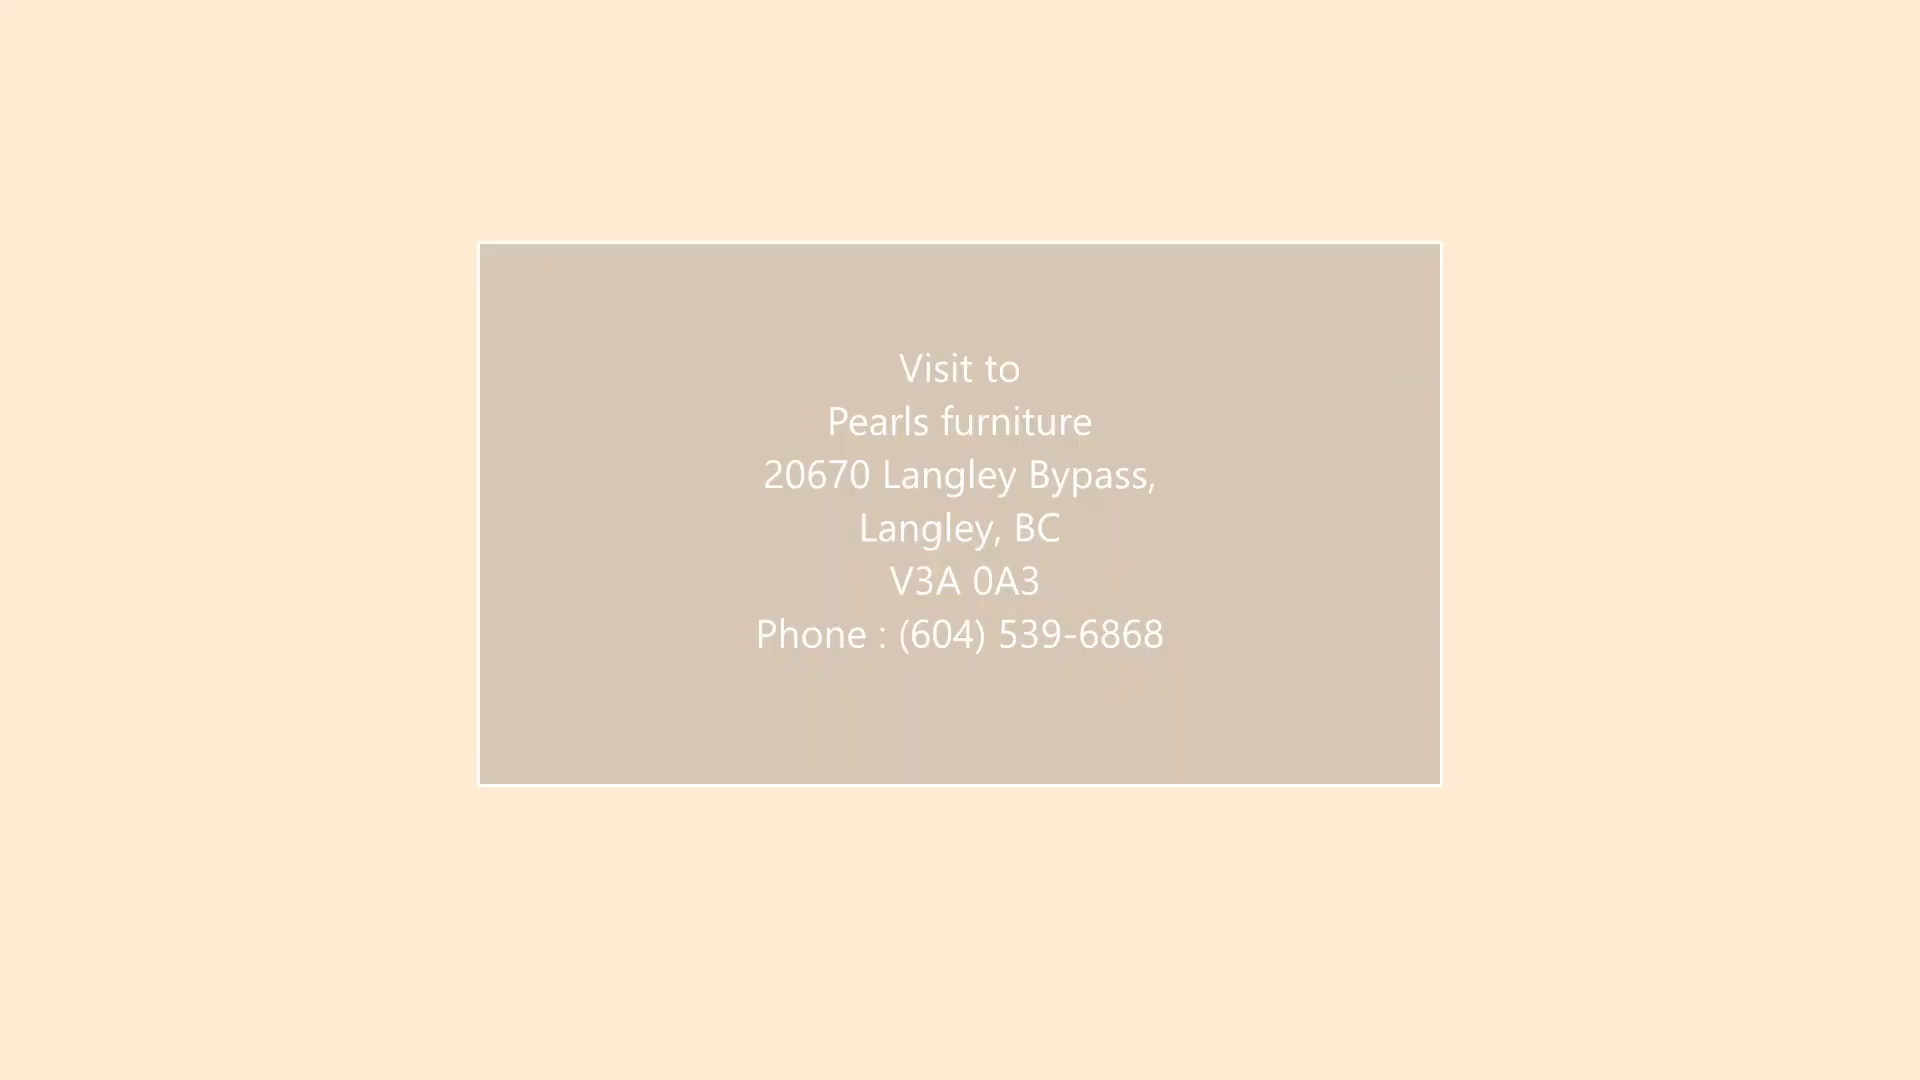 Visit to
Pearls furniture
20670 Langley Bypass,
Langley, BC
V3A 0A3
Phone : (604) 539-6868